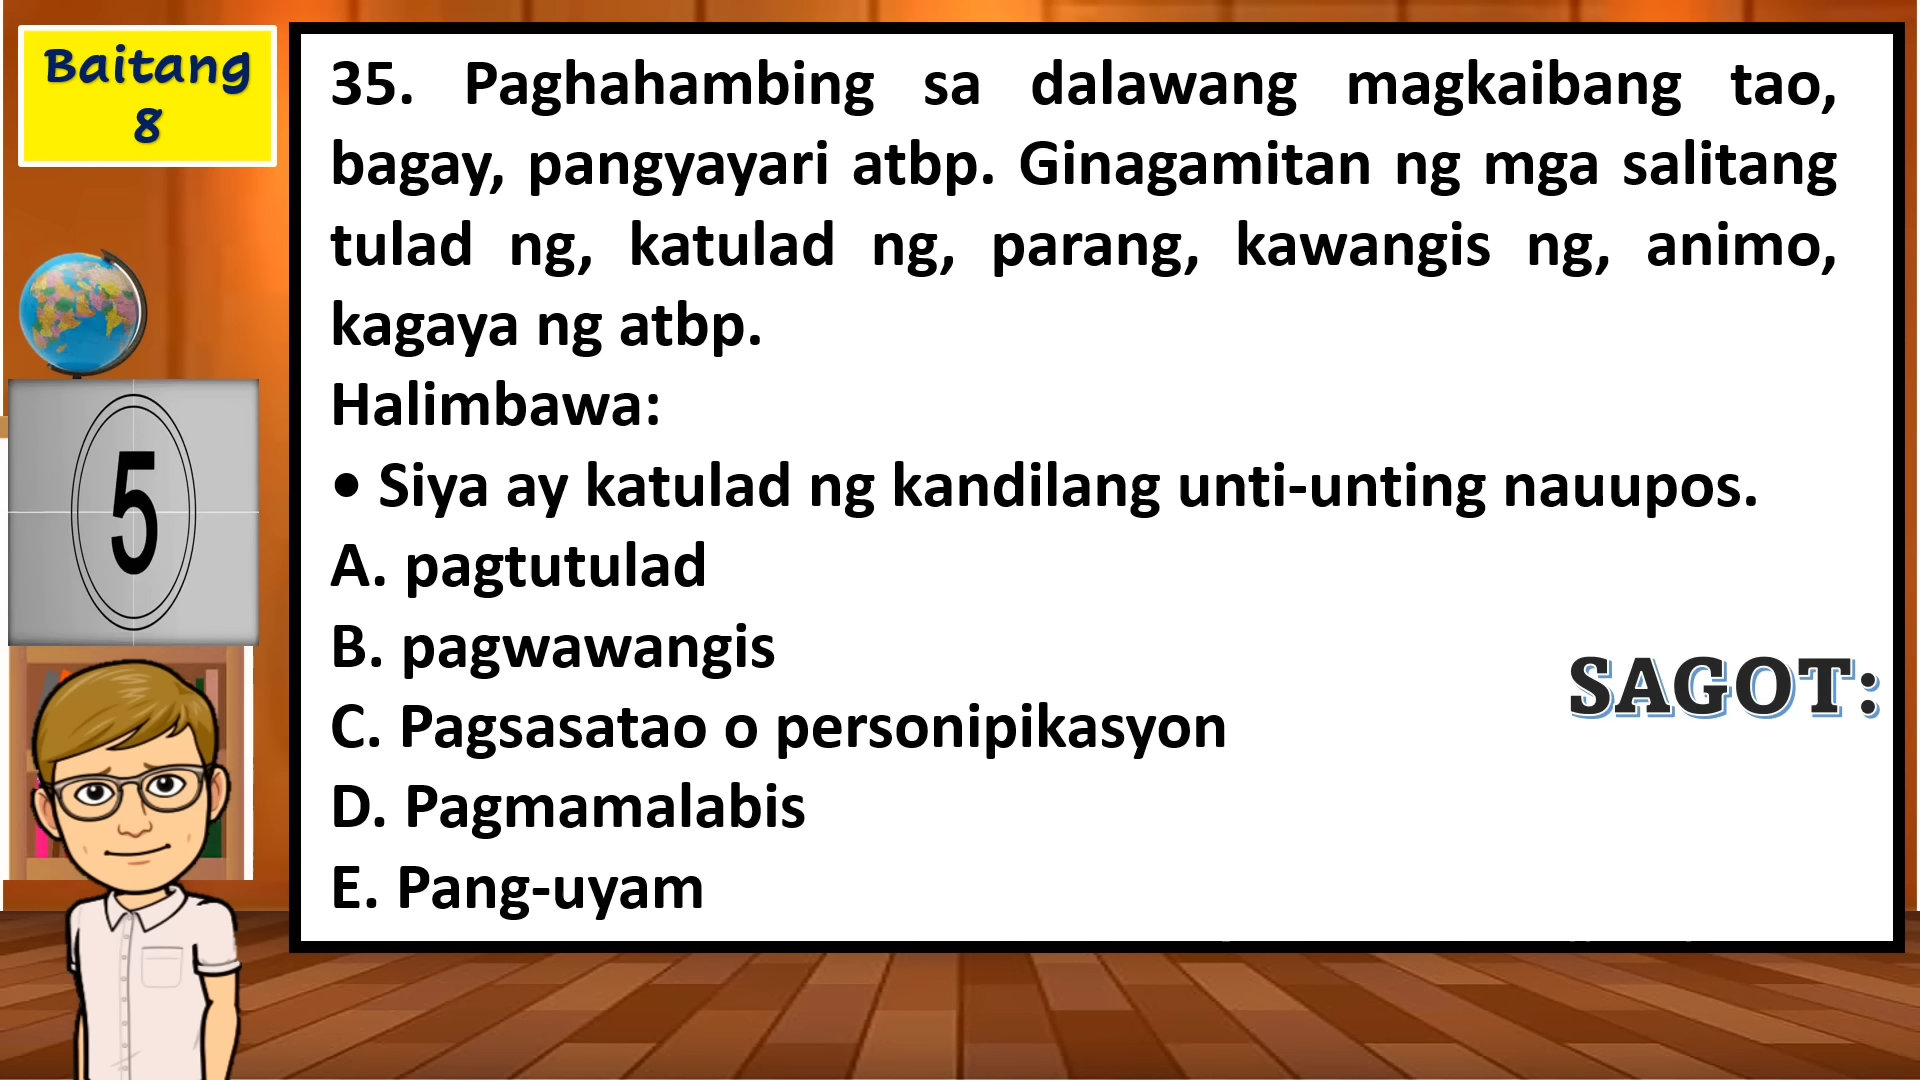 Baitang
8
35. Paghahambing sa dalawang magkaibang tao,
bagay, pangyayari atbp. Ginagamitan ng mga salitang
tulad ng, katulad ng, parang, kawangis ng, animo,
kagaya ng atbp.
Halimbawa:
• Siya ay katulad ng kandilang unti-unting nauupos.
A. pagtutulad
B. pagwawangis
C. Pagsasatao o personipikasyon
D. Pagmamalabis
E. Pang-uyam
SAGOT:
5